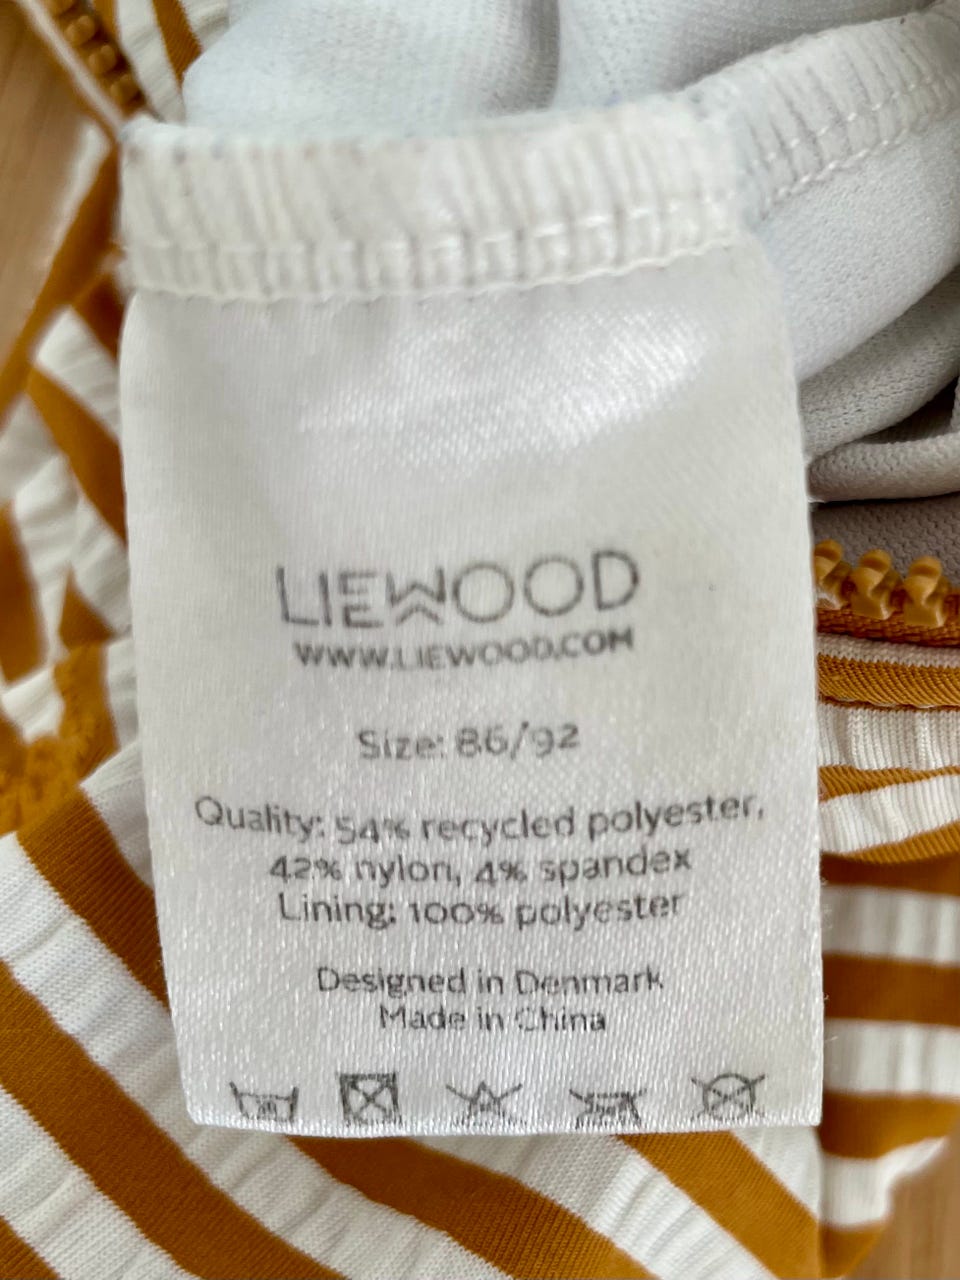 LIEWOOD
WWW.LIEWOOD.COM
Size: 86/92
Quality: 54% recycled polyester,
42% nylon, 4% spandex
Lining: 100% polyester
Designed in Denmark
Made in China